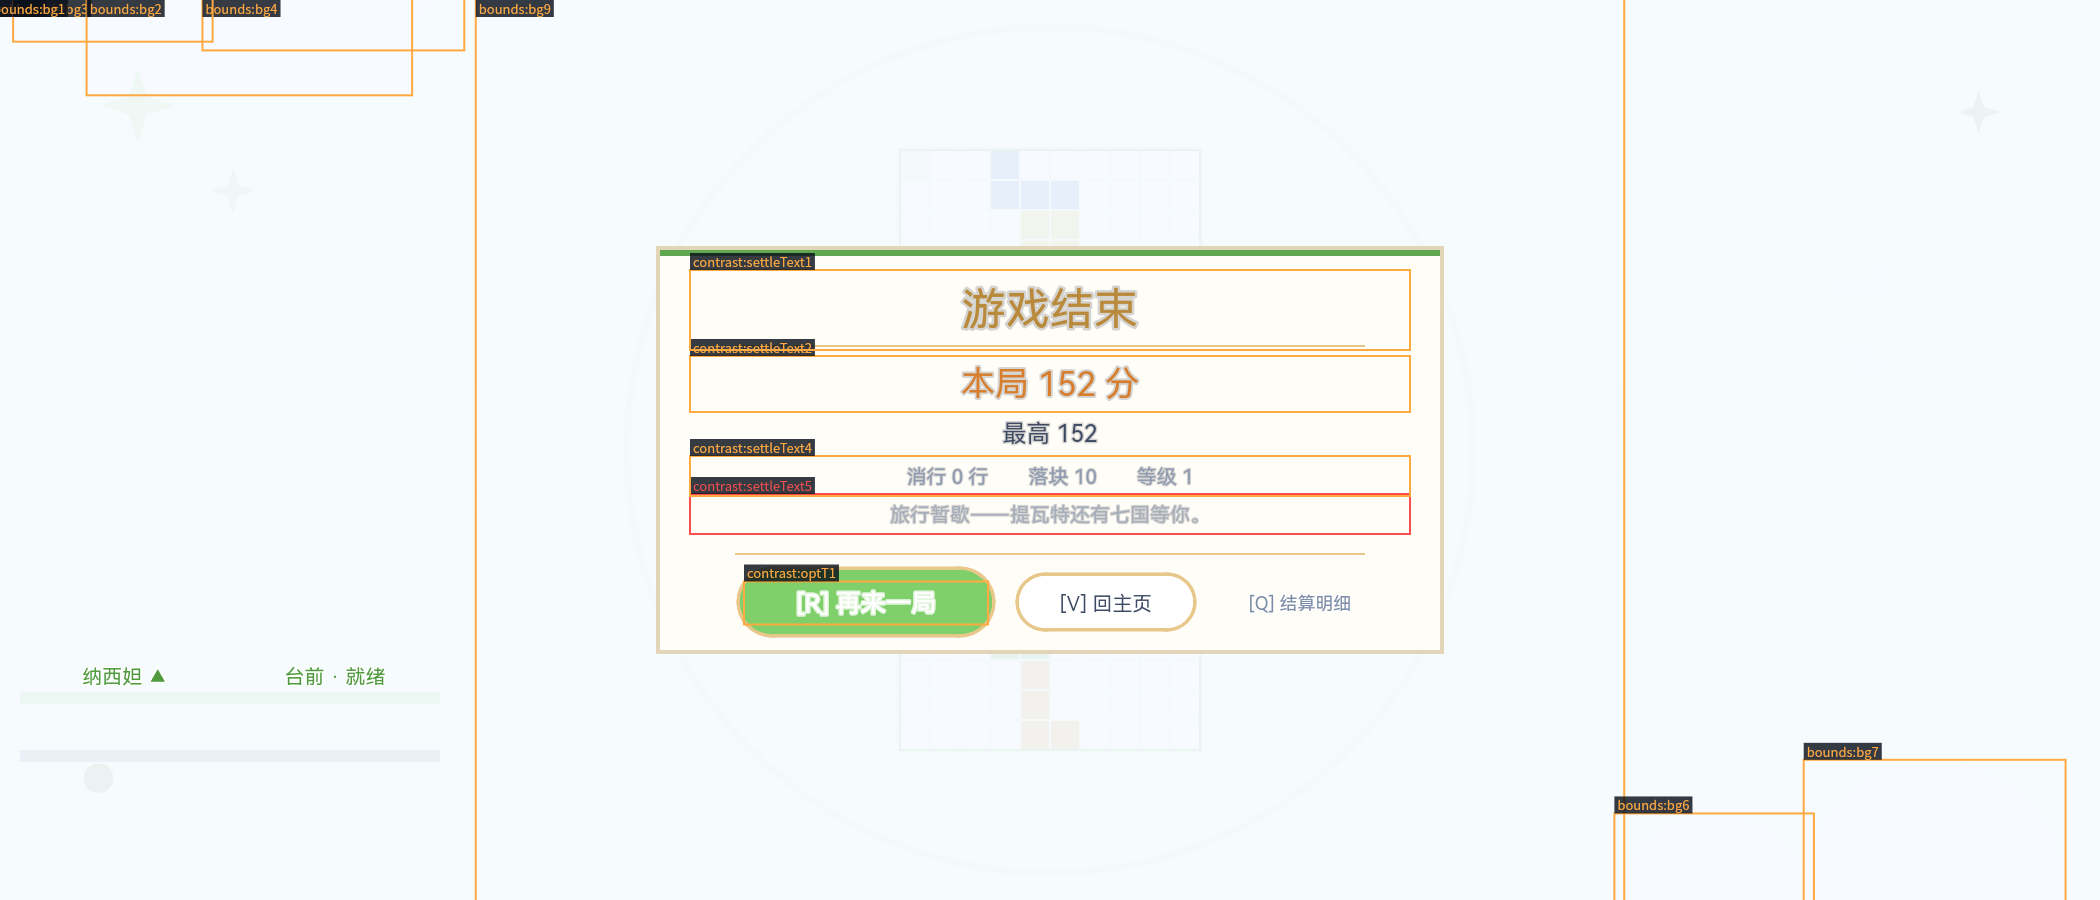 ounds:bg1
bg3
bounds:bg2
bounds:bg4
bounds:bg9
contrast:settleText1
游戏结束
contrast:settleText2
本局 152 分
最高 152
contrast:settleText4
消行 0 行 落块 10 等级 1
contrast:settleText5
旅行暂歇——提瓦特还有七国等你。
contrast:optT1
[R] 再来一局
[V] 回主页
[Q] 结算明细
纳西妲 ▲
台前 · 就绪
bounds:bg7
bounds:bg6